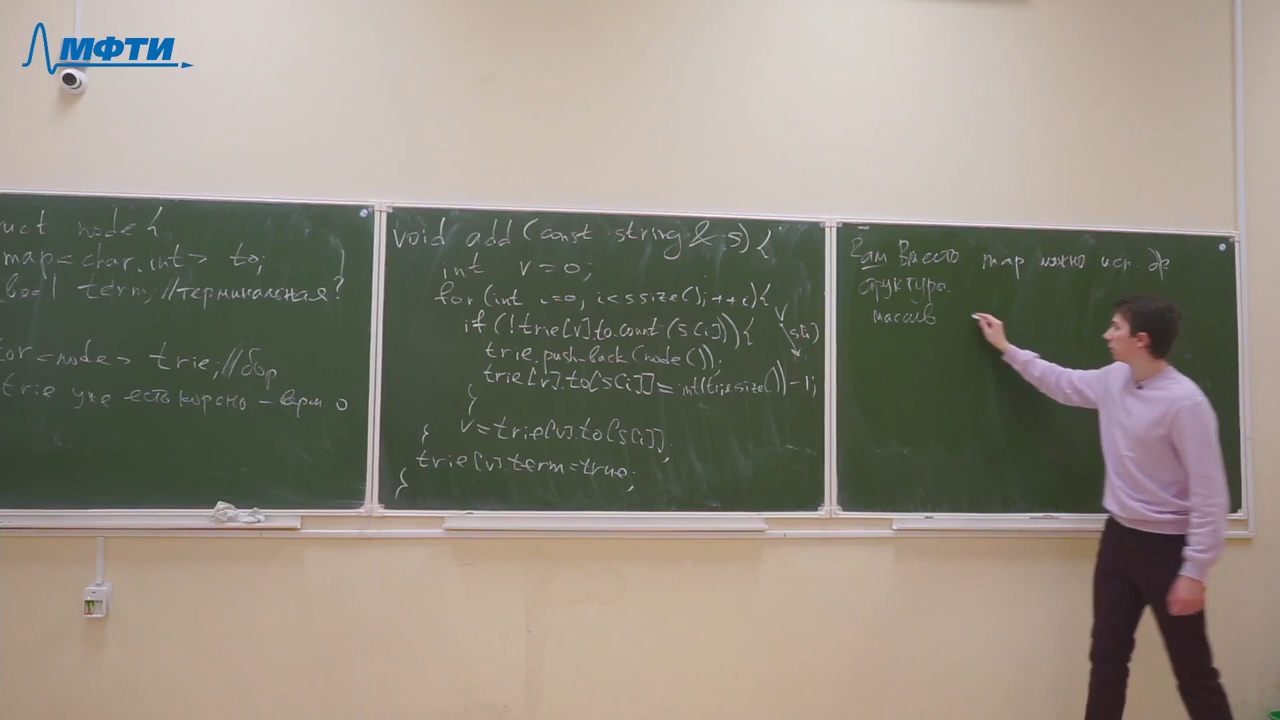 МФТИ
uct node{
map<char, int> to;
bool term; //терминальная?
tor<node> trie; //бор
trie уже есть корень - верш. 0
void add (const string & s) {
int v=0;
for (int i=0; i<s.size(); i++){
if (!trie[v].to.count(s[i])){
trie.push_back(node());
trie[v].to[s[i]]=int(trie.size())-1;
}
v=trie[v].to[s[i]];
}
trie[v].term=true;
}
v
s[i]
Зам Вместо map можно исп. др
структуры.
массив